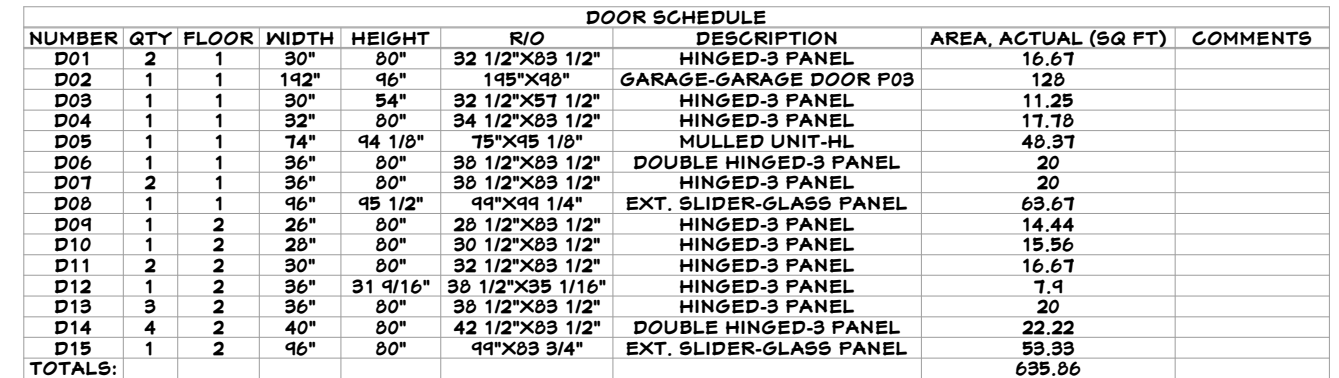 DOOR SCHEDULE
NUMBER QTY FLOOR WIDTH HEIGHT R/O DESCRIPTION AREA, ACTUAL (SQ FT) COMMENTS
D01 2 1 30" 80" 32 1/2"X83 1/2" HINGED-3 PANEL 16.67
D02 1 1 192" 96" 195"X98" GARAGE-GARAGE DOOR P03 128
D03 1 1 30" 54" 32 1/2"X57 1/2" HINGED-3 PANEL 11.25
D04 1 1 32" 80" 34 1/2"X83 1/2" HINGED-3 PANEL 17.78
D05 1 1 74" 94 1/8" 75"X95 1/8" MULLED UNIT-HL 48.37
D06 1 1 36" 80" 38 1/2"X83 1/2" DOUBLE HINGED-3 PANEL 20
D07 2 1 36" 80" 38 1/2"X83 1/2" HINGED-3 PANEL 20
D08 1 1 96" 95 1/2" 99"X99 1/4" EXT. SLIDER-GLASS PANEL 63.67
D09 1 2 26" 80" 28 1/2"X83 1/2" HINGED-3 PANEL 14.44
D10 1 2 28" 80" 30 1/2"X83 1/2" HINGED-3 PANEL 15.56
D11 2 2 30" 80" 32 1/2"X83 1/2" HINGED-3 PANEL 16.67
D12 1 2 36" 31 9/16" 38 1/2"X35 1/16" HINGED-3 PANEL 7.9
D13 3 2 36" 80" 38 1/2"X83 1/2" HINGED-3 PANEL 20
D14 4 2 40" 80" 42 1/2"X83 1/2" DOUBLE HINGED-3 PANEL 22.22
D15 1 2 96" 80" 99"X83 3/4" EXT. SLIDER-GLASS PANEL 53.33
TOTALS: 635.86